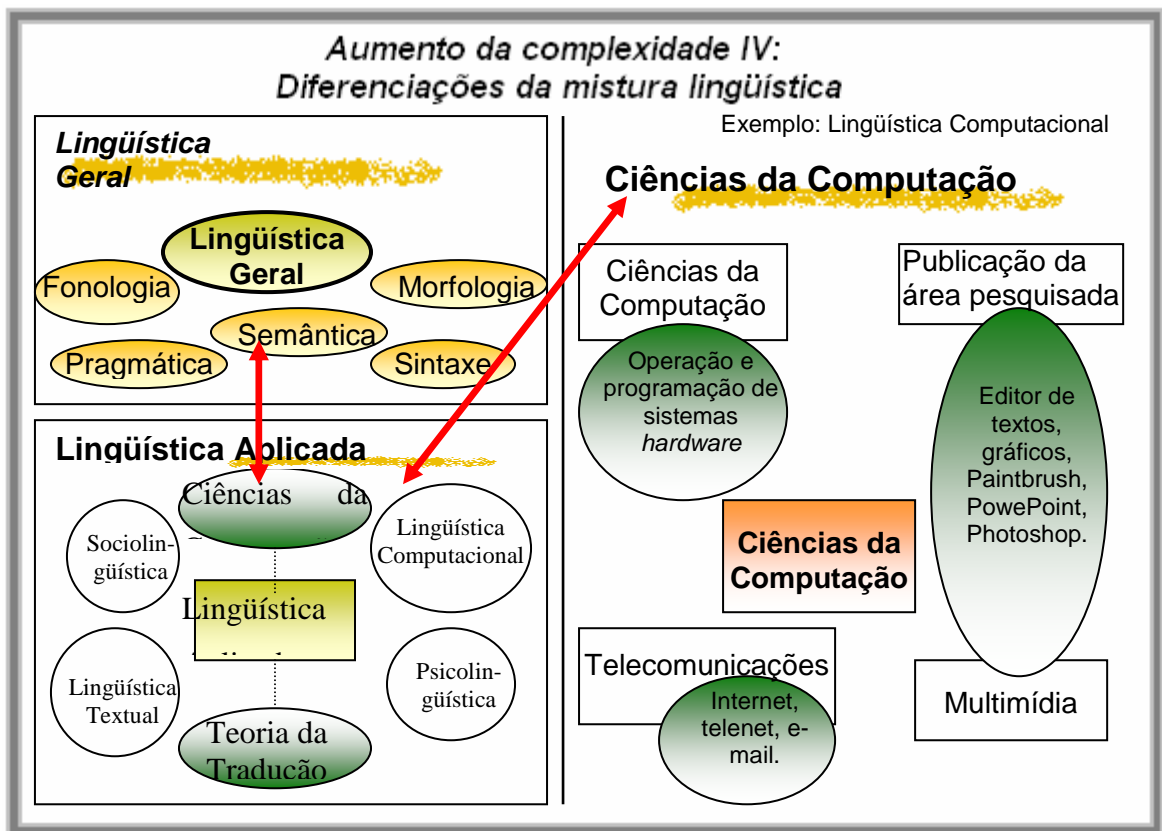 Aumento da complexidade IV:
Diferenciações da mistura lingüística
Lingüística
Geral
Lingüística
Geral
Fonologia
Morfologia
Semântica
Pragmática
Sintaxe
Lingüística Aplicada
Ciências da
Sociolin-
güística
Lingüística
Computacional
Lingüística
Lingüística
Textual
Psicolin-
güística
Teoria da
Tradução
Exemplo: Lingüística Computacional
Ciências da Computação
Ciências da
Computação
Operação e
programação de
sistemas
hardware
Publicação da
área pesquisada
Editor de
textos,
gráficos,
Paintbrush,
PowePoint,
Photoshop.
Ciências da
Computação
Telecomunicações
Internet,
telenet, e-
mail.
Multimídia